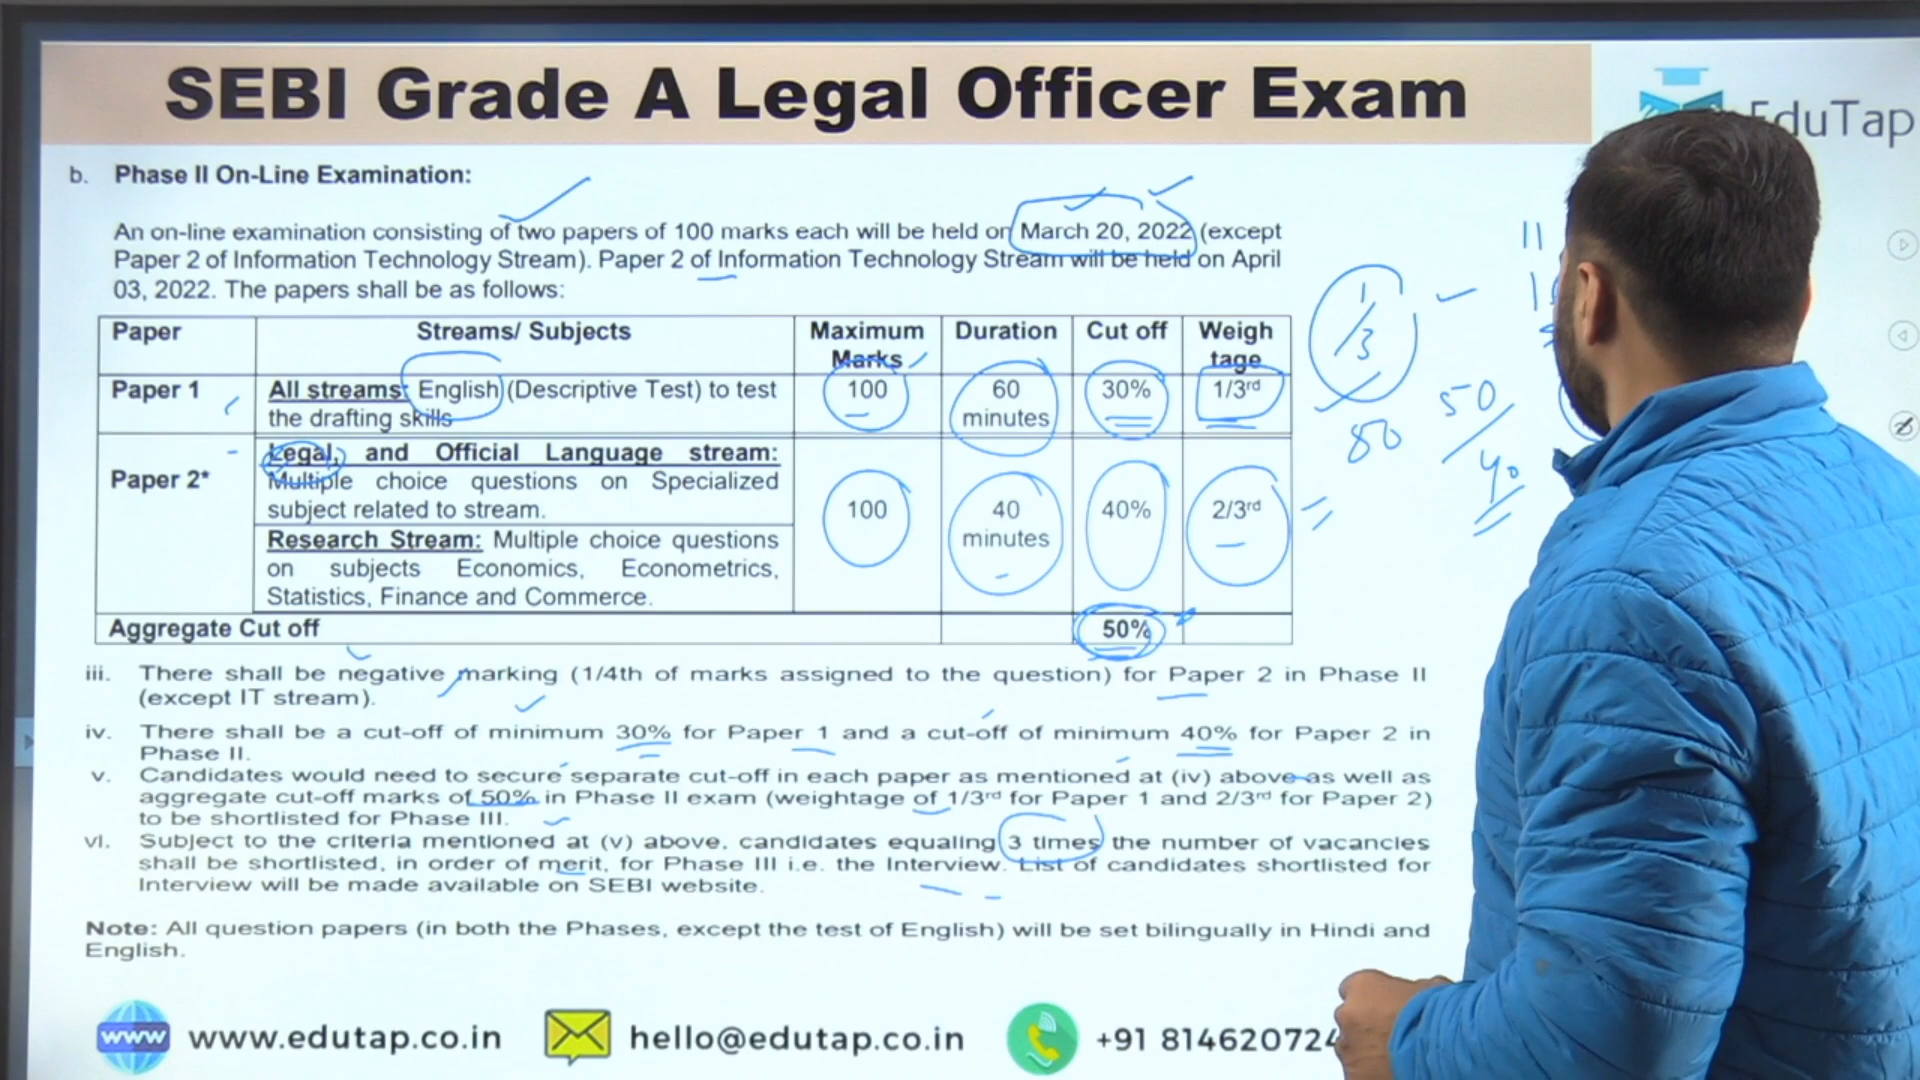 SEBI Grade A Legal Officer Exam
EduTap
b. Phase II On-Line Examination:
An on-line examination consisting of two papers of 100 marks each will be held on March 20, 2022 (except
Paper 2 of Information Technology Stream). Paper 2 of Information Technology Stream will be held on April
03, 2022. The papers shall be as follows:
Paper Streams/ Subjects Maximum Marks Duration Cut off Weigh tage
Paper 1 All streams: English (Descriptive Test) to test the drafting skills 100 60 minutes 30% 1/3rd
Paper 2* Legal, and Official Language stream: Multiple choice questions on Specialized subject related to stream. 100 40 minutes 40% 2/3rd
Research Stream: Multiple choice questions on subjects Economics, Econometrics, Statistics, Finance and Commerce.
Aggregate Cut off 50%
1/3
80
50/40
11
iii. There shall be negative marking (1/4th of marks assigned to the question) for Paper 2 in Phase II
(except IT stream).
iv. There shall be a cut-off of minimum 30% for Paper 1 and a cut-off of minimum 40% for Paper 2 in
Phase II.
v. Candidates would need to secure separate cut-off in each paper as mentioned at (iv) above as well as
aggregate cut-off marks of 50% in Phase II exam (weightage of 1/3rd for Paper 1 and 2/3rd for Paper 2)
to be shortlisted for Phase III.
vi. Subject to the criteria mentioned at (v) above, candidates equaling 3 times the number of vacancies
shall be shortlisted, in order of merit, for Phase III i.e. the Interview. List of candidates shortlisted for
Interview will be made available on SEBI website.
Note: All question papers (in both the Phases, except the test of English) will be set bilingually in Hindi and
English.
www www.edutap.co.in hello@edutap.co.in +91 81462072